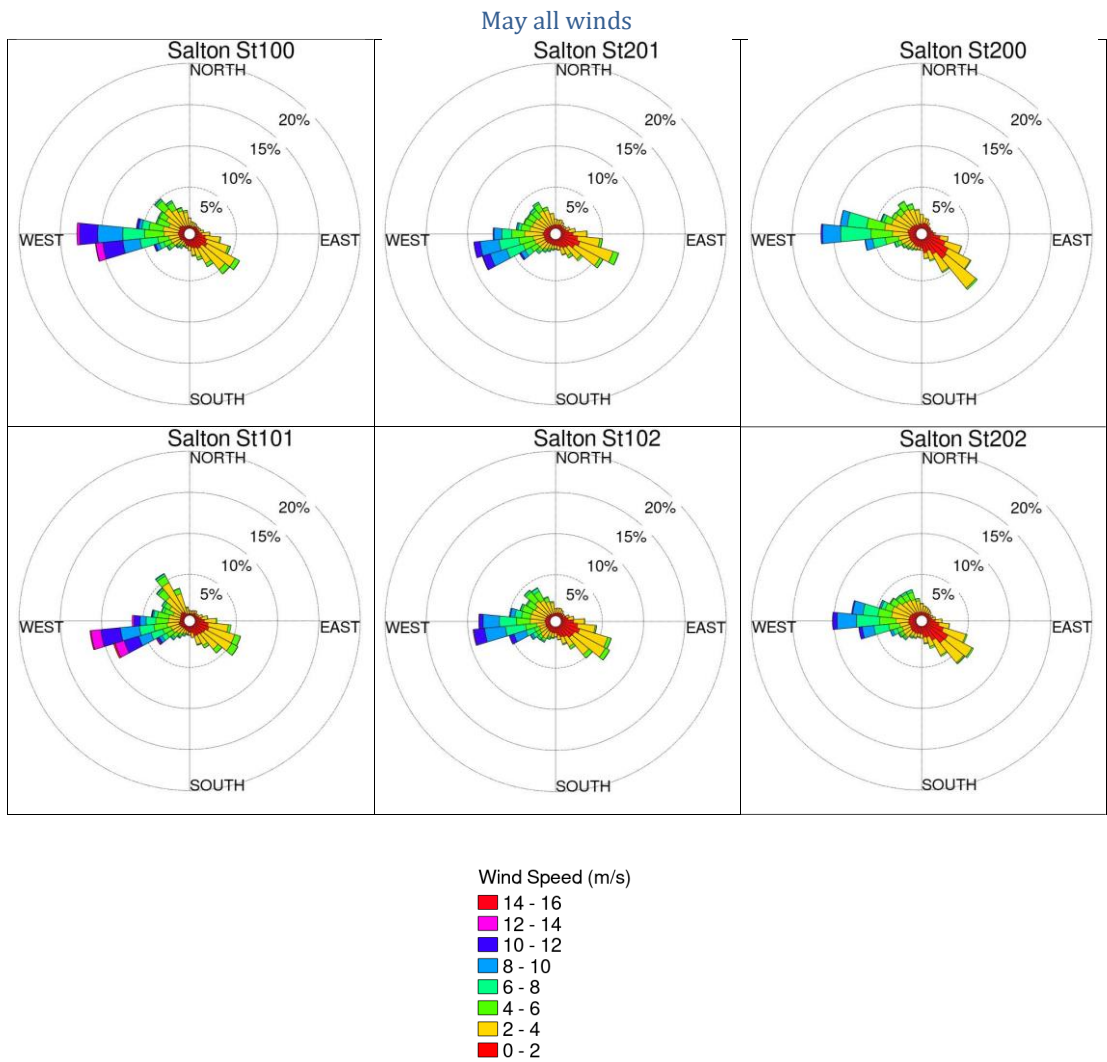 May all winds
Salton St100
NORTH
20%
15%
10%
5%
WEST
EAST
SOUTH
Salton St201
NORTH
20%
15%
10%
5%
WEST
EAST
SOUTH
Salton St200
NORTH
20%
15%
10%
5%
WEST
EAST
SOUTH
Salton St101
NORTH
20%
15%
10%
5%
WEST
EAST
SOUTH
Salton St102
NORTH
20%
15%
10%
5%
WEST
EAST
SOUTH
Salton St202
NORTH
20%
15%
10%
5%
WEST
EAST
SOUTH
Wind Speed (m/s)
14 - 16
12 - 14
10 - 12
8 - 10
6 - 8
4 - 6
2 - 4
0 - 2